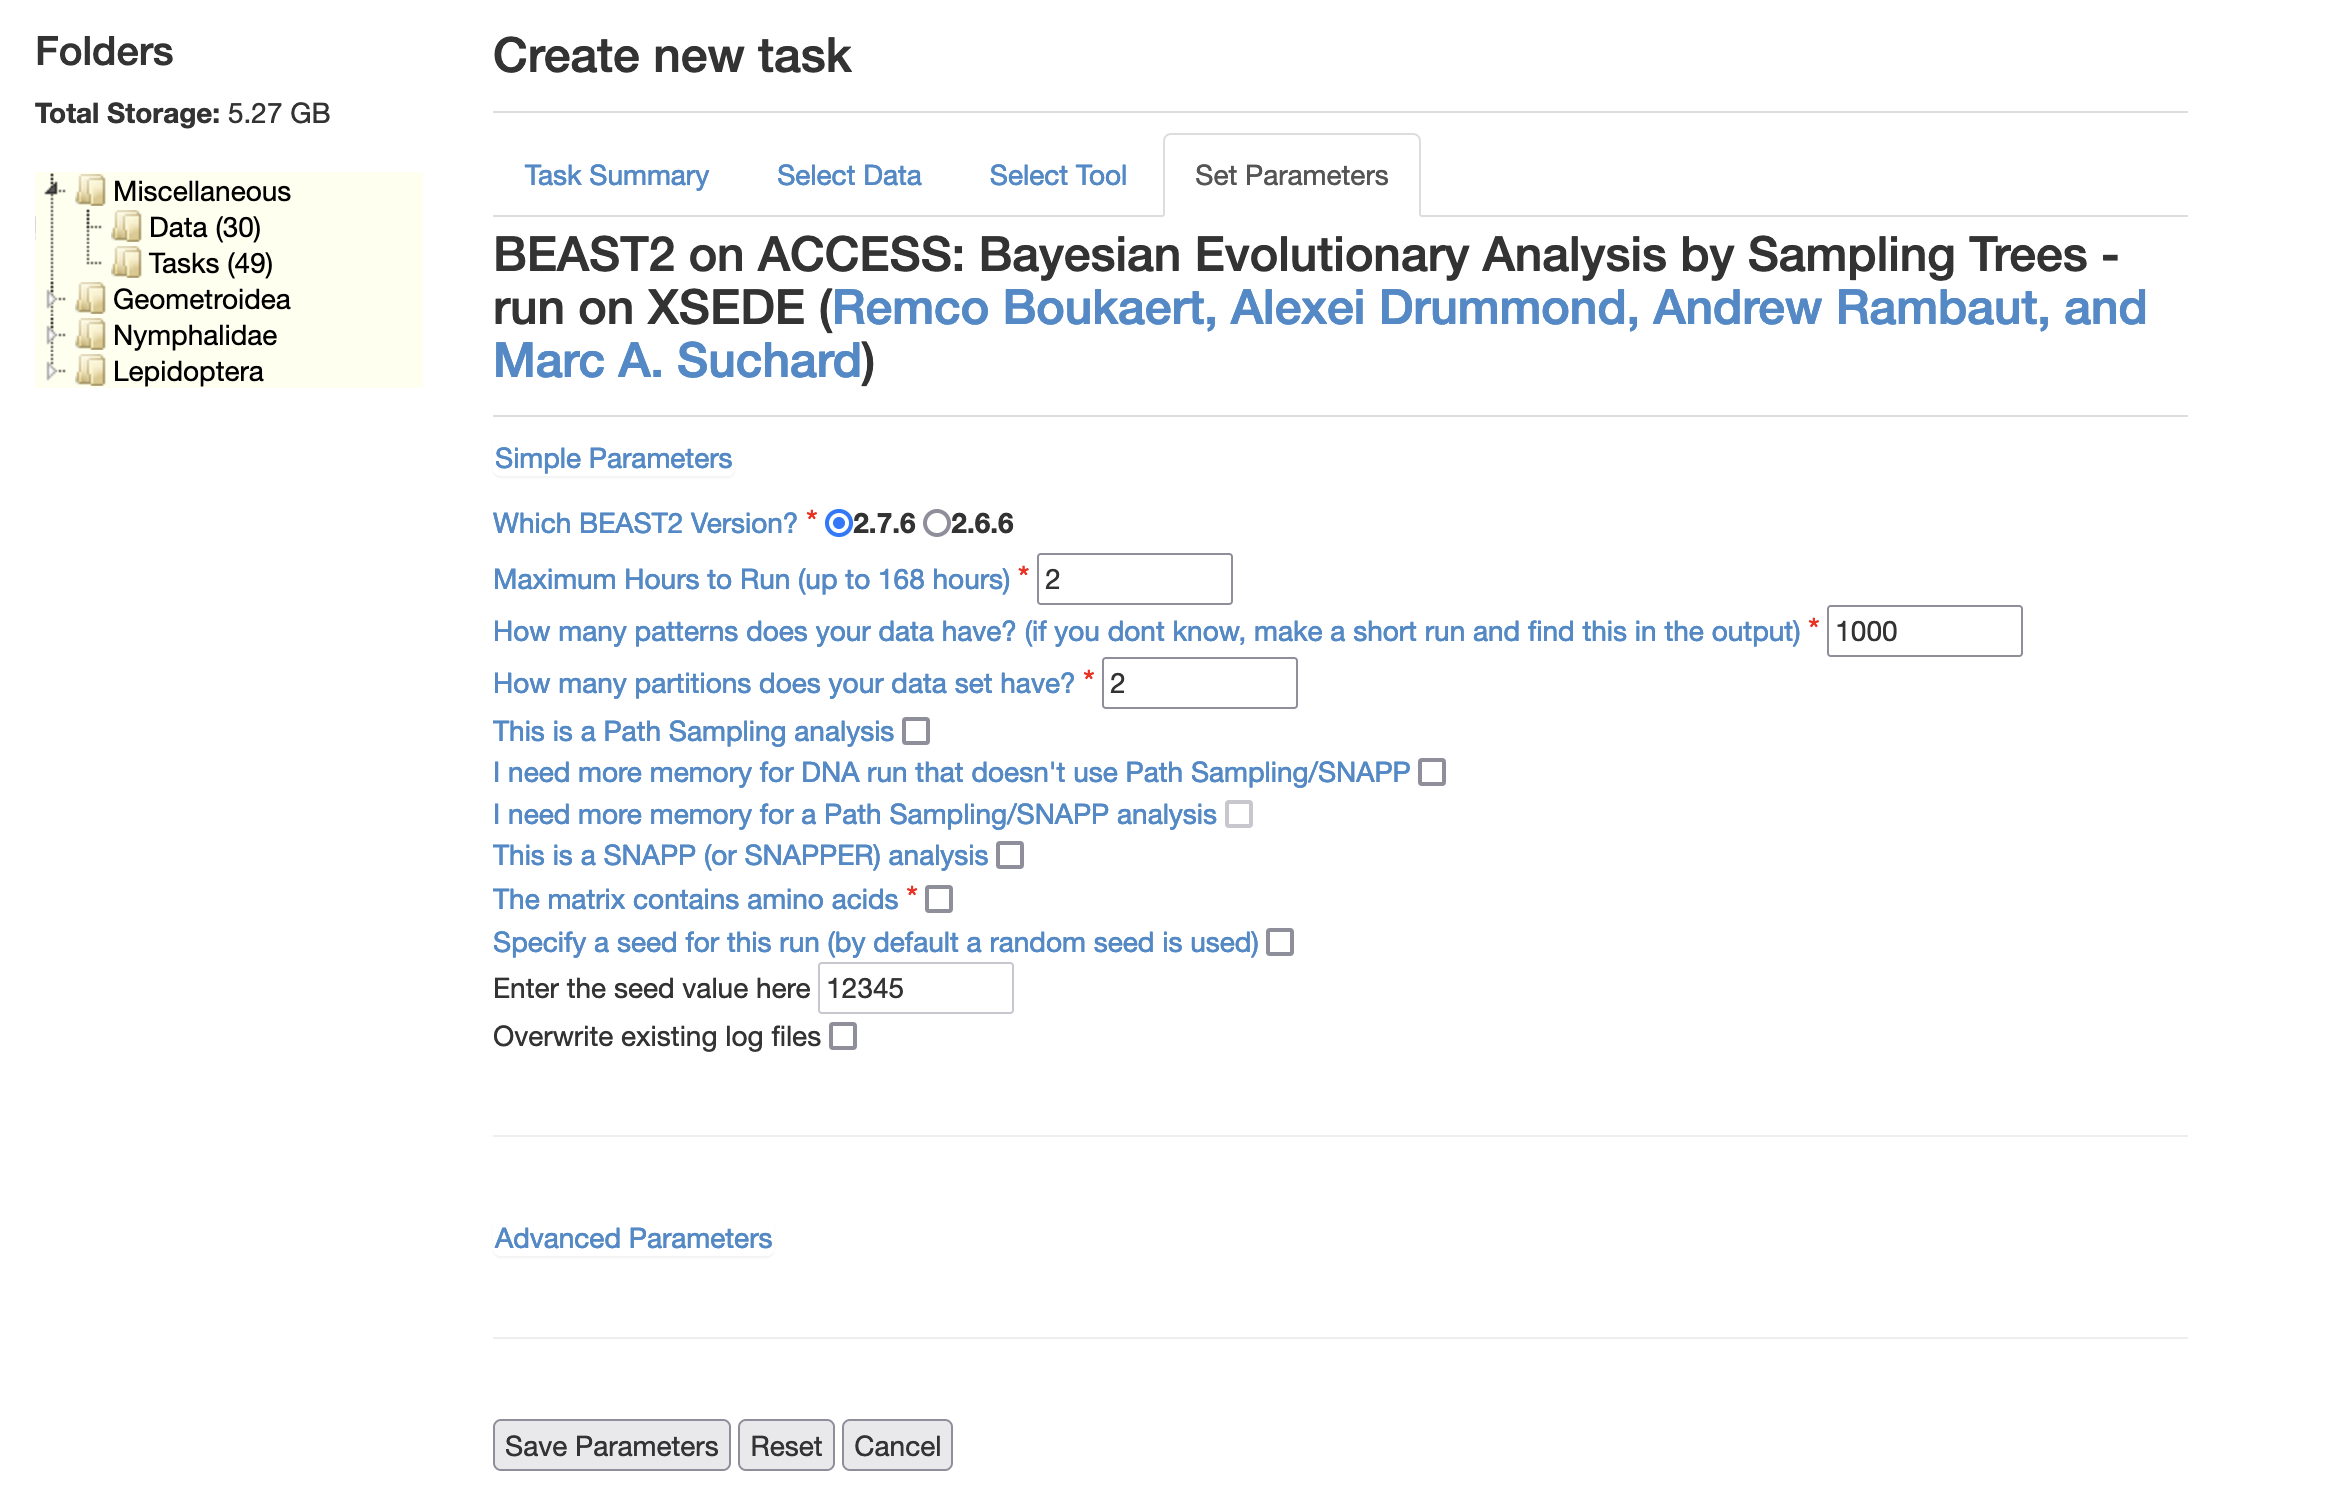 Folders
Total Storage: 5.27 GB
Miscellaneous
Data (30)
Tasks (49)
Geometroidea
Nymphalidae
Lepidoptera
Create new task
Task Summary
Select Data
Select Tool
Set Parameters
BEAST2 on ACCESS: Bayesian Evolutionary Analysis by Sampling Trees -
run on XSEDE (Remco Boukaert, Alexei Drummond, Andrew Rambaut, and
Marc A. Suchard)
Simple Parameters
Which BEAST2 Version? * 2.7.6 2.6.6
Maximum Hours to Run (up to 168 hours) * 2
How many patterns does your data have? (if you dont know, make a short run and find this in the output) * 1000
How many partitions does your data set have? * 2
This is a Path Sampling analysis
I need more memory for DNA run that doesn't use Path Sampling/SNAPP
I need more memory for a Path Sampling/SNAPP analysis
This is a SNAPP (or SNAPPER) analysis
The matrix contains amino acids *
Specify a seed for this run (by default a random seed is used)
Enter the seed value here 12345
Overwrite existing log files
Advanced Parameters
Save Parameters Reset Cancel